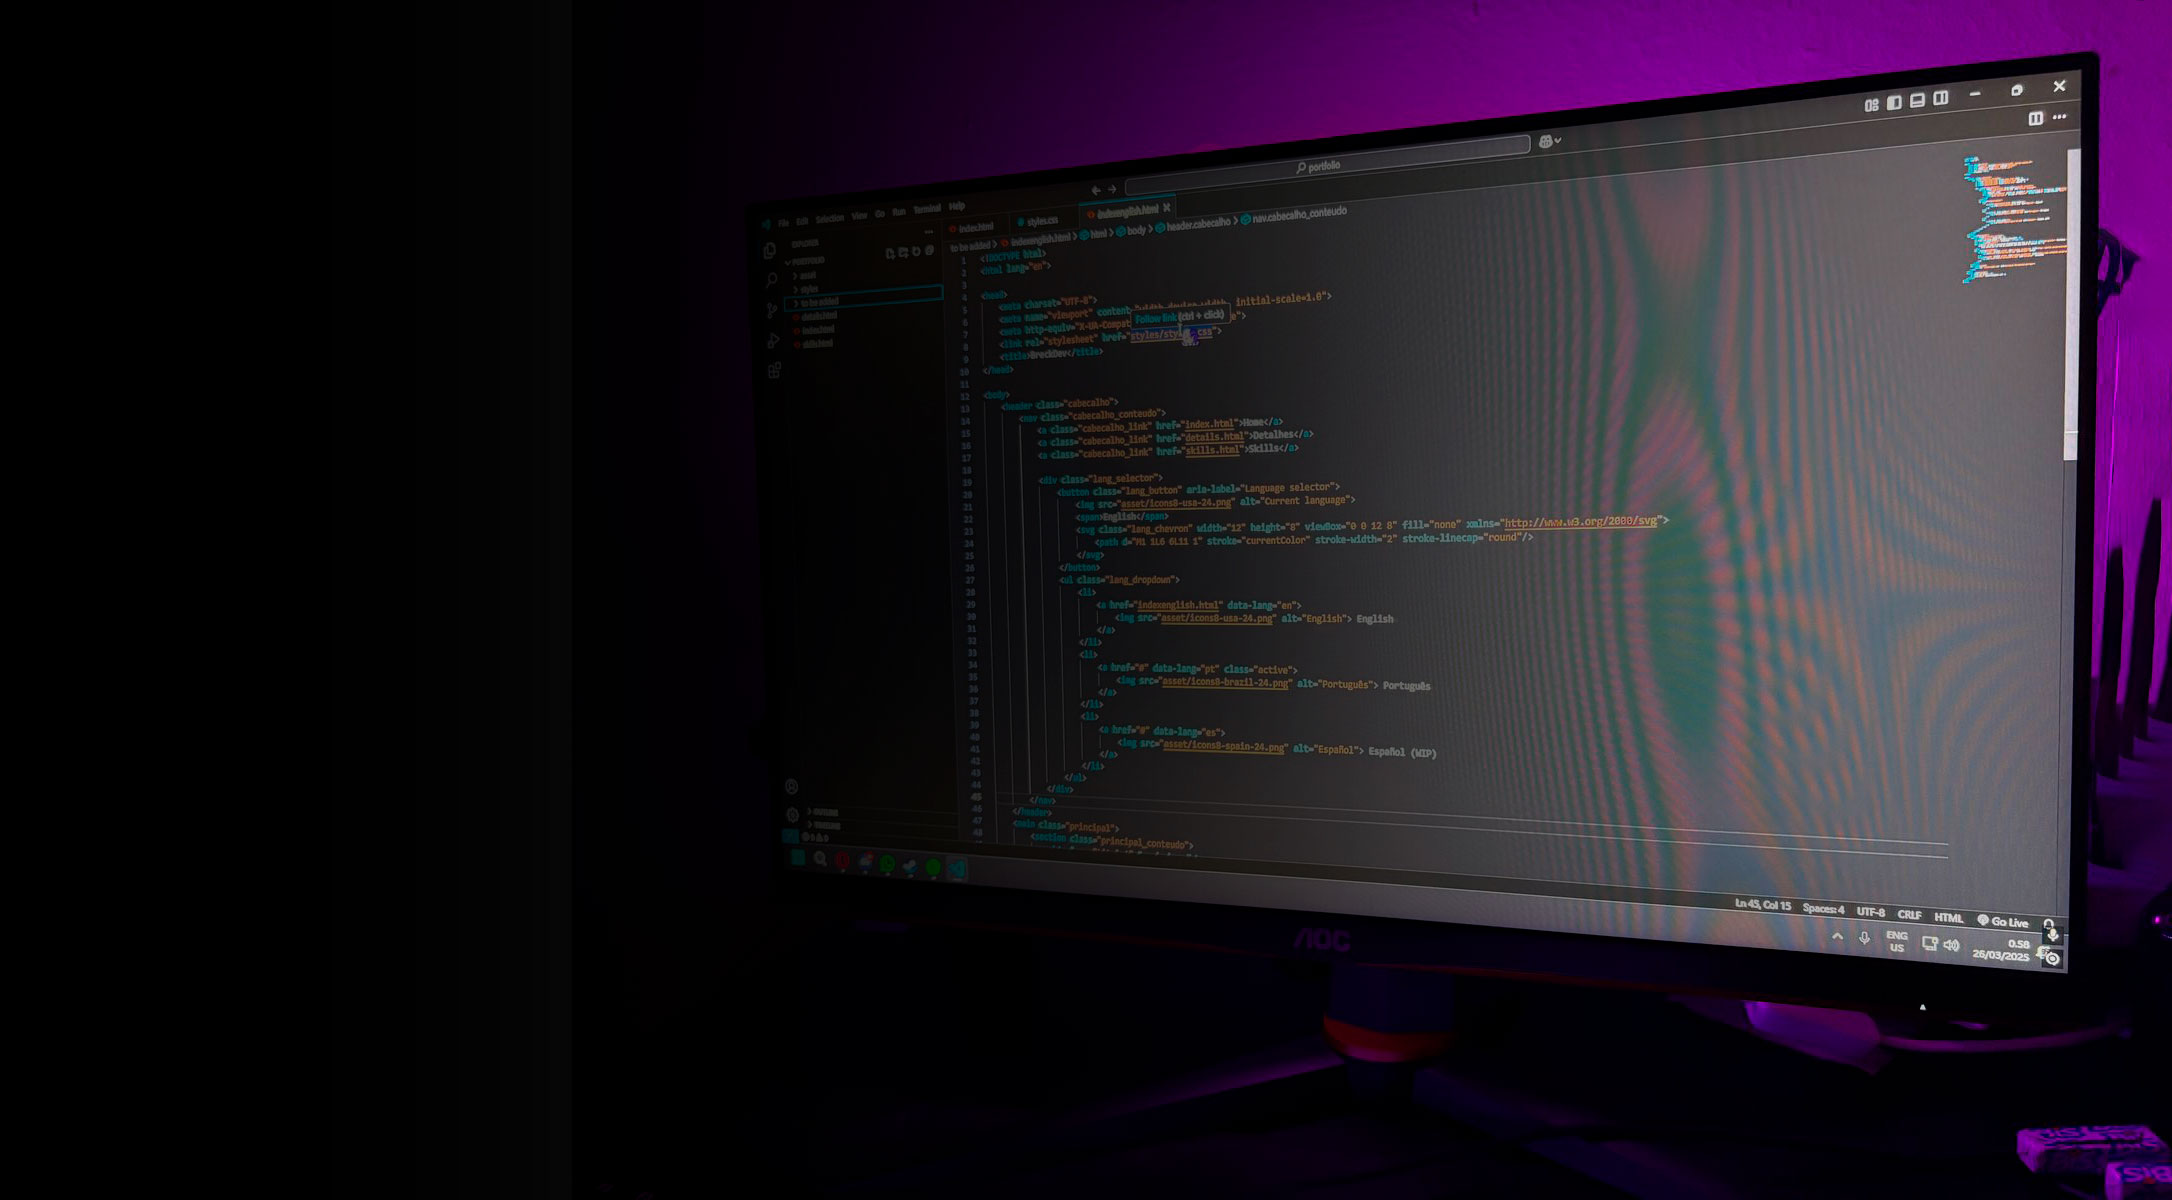 File Edit Selection View Go Run Terminal Help
portfolio
index.html
styles.css
indexenglish.html
to be added > indexenglish.html > html > body > header.cabecalho > nav.cabecalho_conteudo
EXPLORER
PORTFOLIO
asset
styles
to be added
details.html
index.html
skills.html
OUTLINE
TIMELINE
1 <!DOCTYPE html>
2 <html lang="en">
3
4 <head>
5 <meta charset="UTF-8">
6 <meta name="viewport" content="width=device-width, initial-scale=1.0">
7 <meta http-equiv="X-UA-Compat e">
Follow link (ctrl + click)
8 <link rel="stylesheet" href="styles/sty css">
9 <title>BreckDev</title>
10 </head>
11
12 <body>
13 <header class="cabecalho">
14 <nav class="cabecalho_conteudo">
15 <a class="cabecalho_link" href="index.html">Home</a>
16 <a class="cabecalho_link" href="details.html">Detalhes</a>
17 <a class="cabecalho_link" href="skills.html">Skills</a>
18
19 <div class="lang_selector">
20 <button class="lang_button" aria-label="Language selector">
21 <img src="asset/icons8-usa-24.png" alt="Current language">
22 <span>English</span>
23 <svg class="lang_chevron" width="12" height="8" viewBox="0 0 12 8" fill="none" xmlns="http://www.w3.org/2000/svg">
24 <path d="M1 1L6 6L11 1" stroke="currentColor" stroke-width="2" stroke-linecap="round"/>
25 </svg>
26 </button>
27 <ul class="lang_dropdown">
28 <li>
29 <a href="indexenglish.html" data-lang="en">
30 <img src="asset/icons8-usa-24.png" alt="English"> English
31 </a>
32 </li>
33 <li>
34 <a href="#" data-lang="pt" class="active">
35 <img src="asset/icons8-brazil-24.png" alt="Português"> Português
36 </a>
37 </li>
38 <li>
39 <a href="#" data-lang="es">
40 <img src="asset/icons8-spain-24.png" alt="Español"> Español (WIP)
41 </a>
42 </li>
43 </ul>
44 </div>
45 </nav>
46 </header>
47 <main class="principal">
48 <section class="principal_conteudo">
Ln 45, Col 15 Spaces: 4 UTF-8 CRLF HTML Go Live
ENG
US
0.58
26/03/2025
AOC